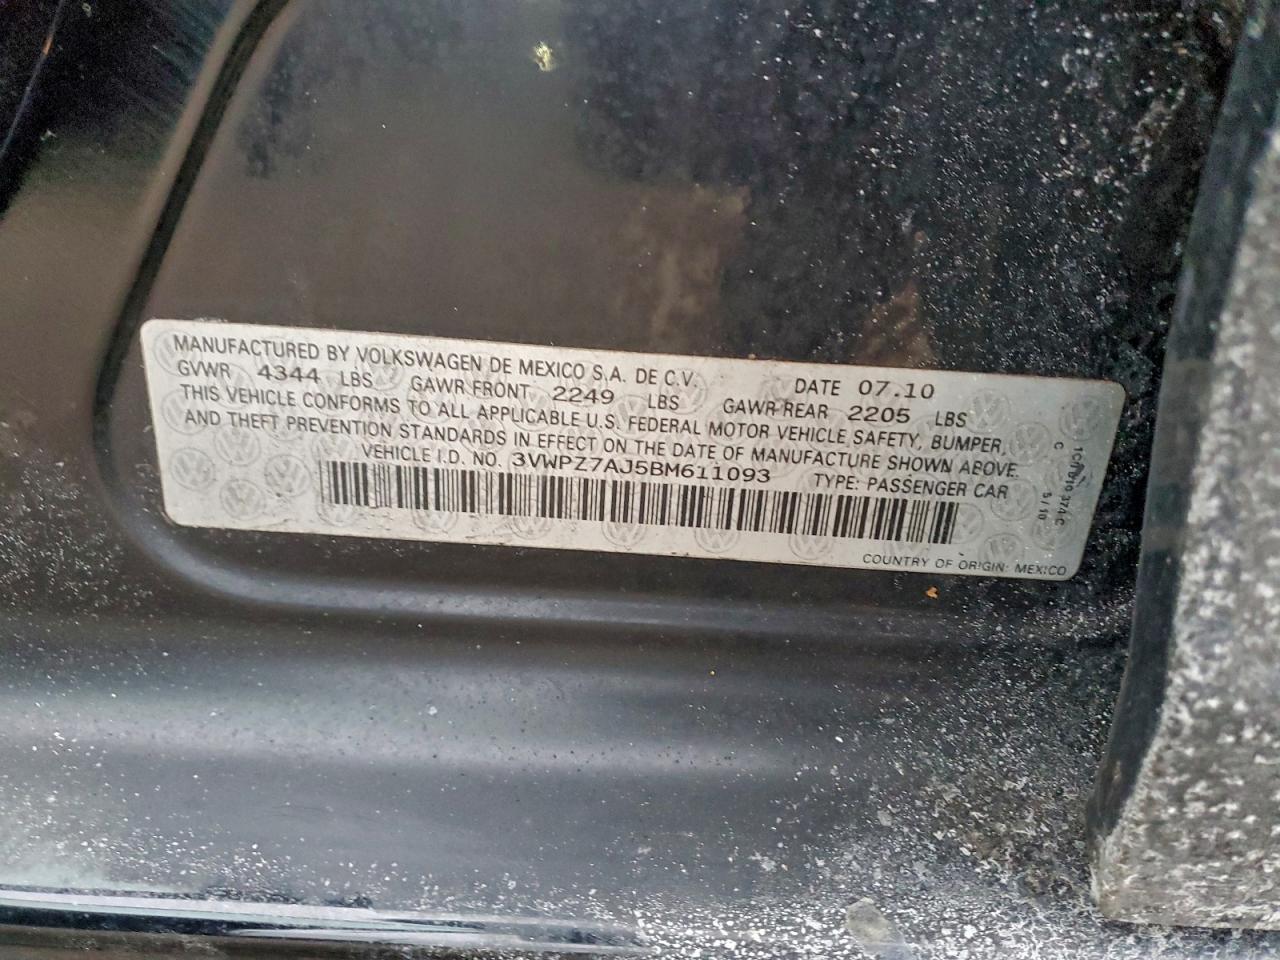 MANUFACTURED BY VOLKSWAGEN DE MEXICO S.A. DE C.V. DATE 07.10
GVWR 4344 LBS GAWR FRONT 2249 LBS GAWR REAR 2205 LBS
THIS VEHICLE CONFORMS TO ALL APPLICABLE U.S. FEDERAL MOTOR VEHICLE SAFETY, BUMPER,
AND THEFT PREVENTION STANDARDS IN EFFECT ON THE DATE OF MANUFACTURE SHOWN ABOVE.
VEHICLE I.D. NO. 3VWPZ7AJ5BM611093 TYPE: PASSENGER CAR
COUNTRY OF ORIGIN: MEXICO
C
5/10